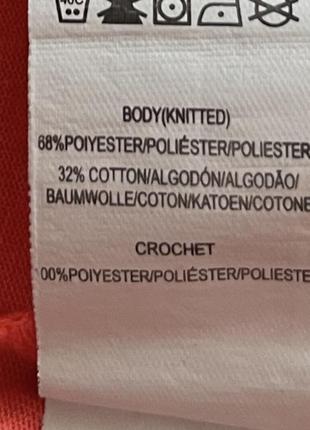 40C
BODY(KNITTED)
68%POIYESTER/POLIÉSTER/POLIESTER
32% COTTON/ALGODÓN/ALGODÃO/
BAUMWOLLE/COTON/KATOEN/COTONE
CROCHET
00%POIYESTER/POLIÉSTER/POLIESTE